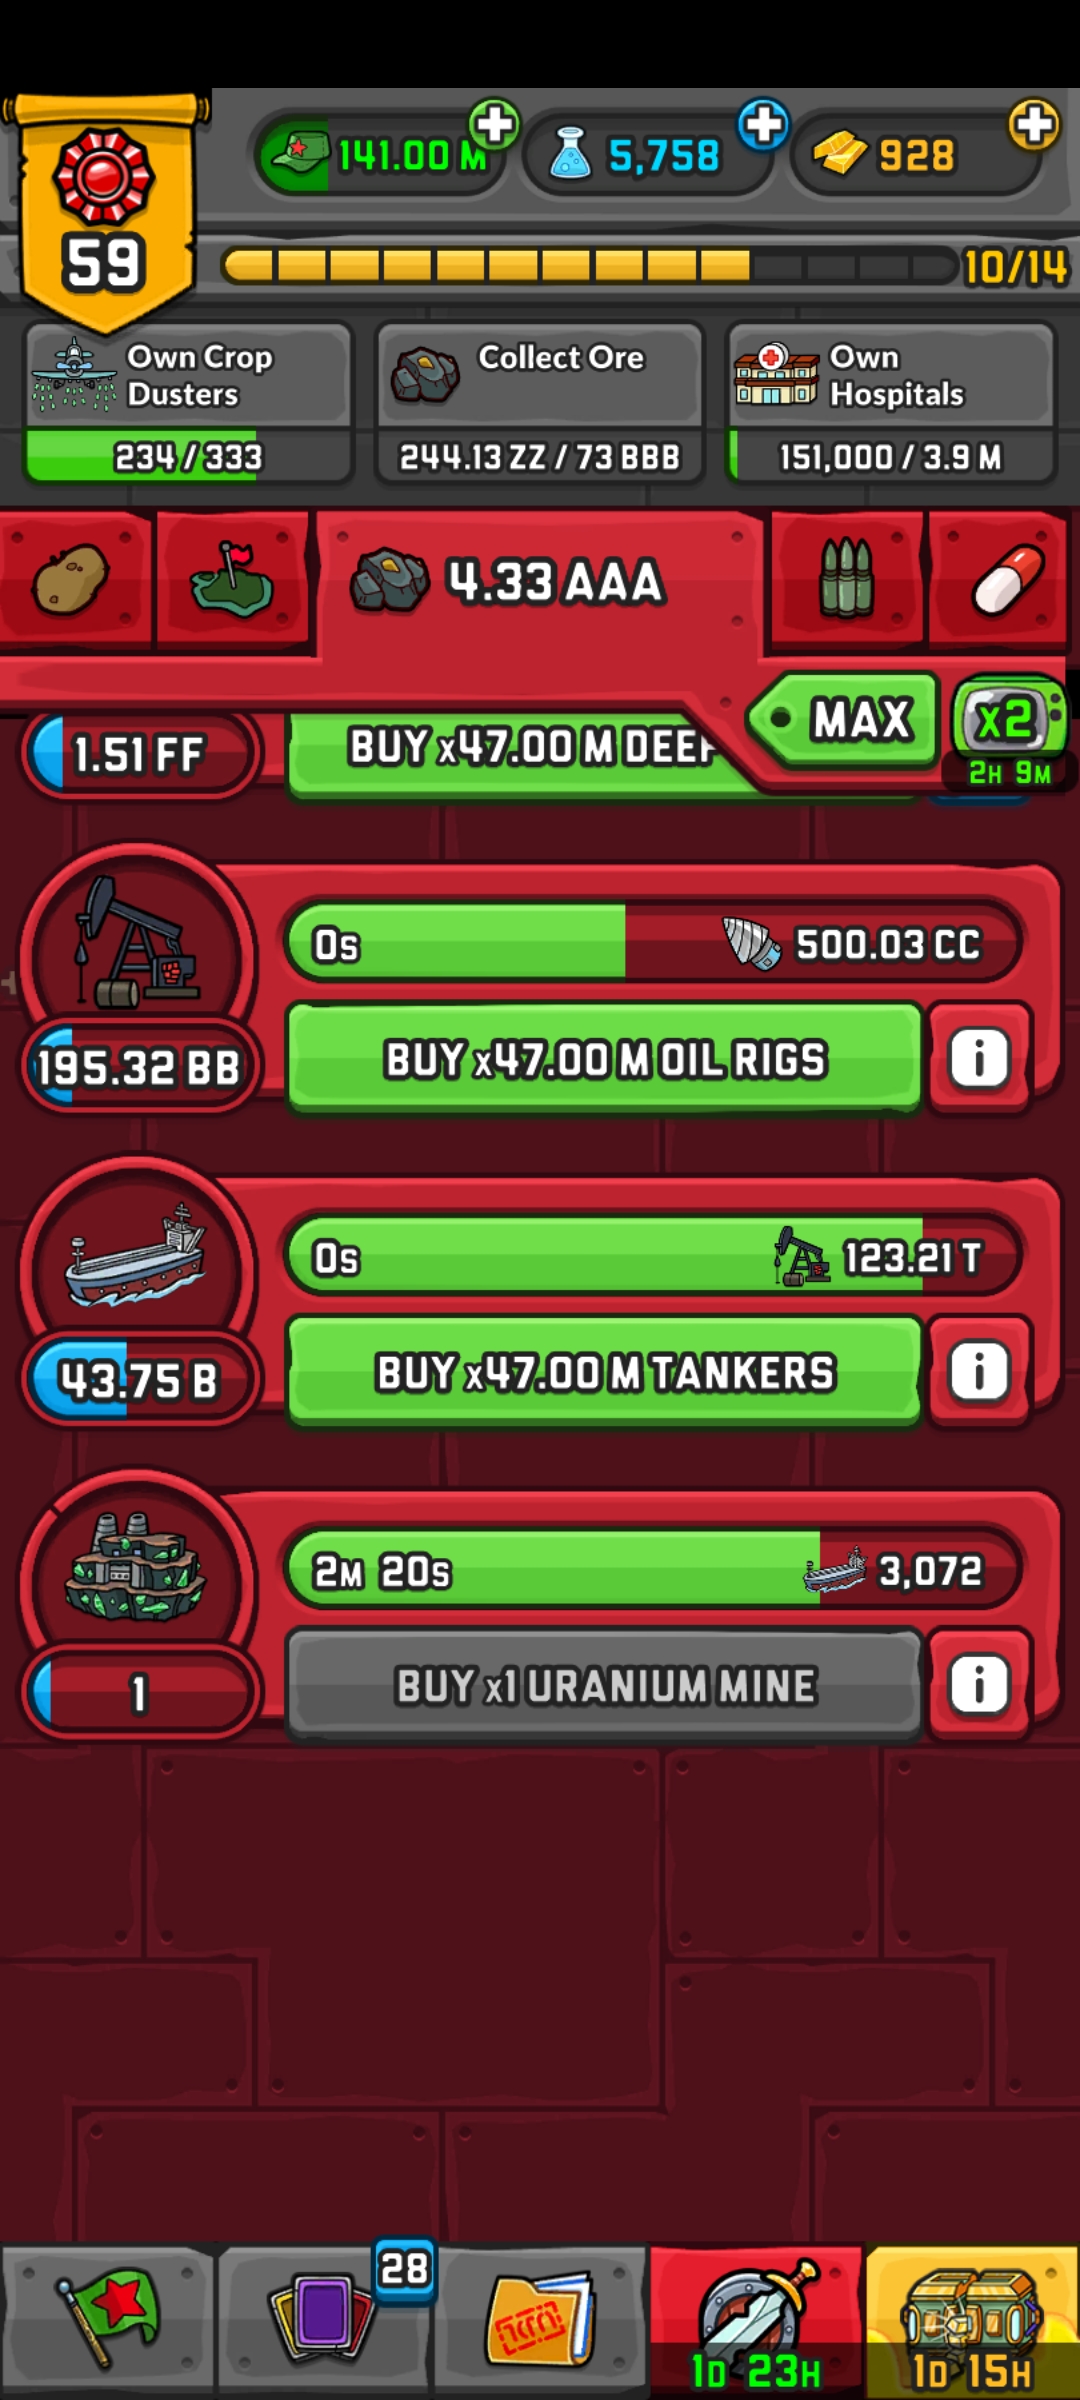 141.00 M
5,758
928
59
10/14
Own Crop
Dusters
234 / 333
Collect Ore
244.13 ZZ / 73 BBB
Own
Hospitals
151,000 / 3.9 M
4.33 AAA
MAX
x2
2H 9M
1.51 FF
BUY x47.00 M DEEP
0s
500.03 CC
195.32 BB
BUY x47.00 M OIL RIGS
i
0s
123.21 T
43.75 B
BUY x47.00 M TANKERS
i
2M 20s
3,072
1
BUY x1 URANIUM MINE
i
28
1D 23H
1D 15H